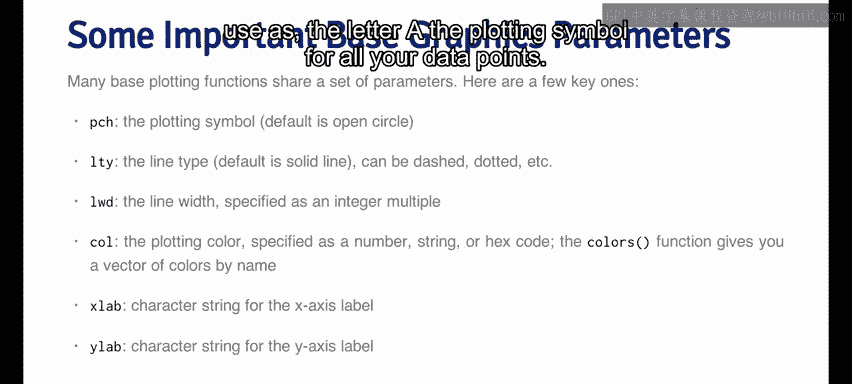 Some Important Base Graphics Parameters
use as, the letter A the plotting symbol
for all your data points.
Many base plotting functions share a set of parameters. Here are a few key ones:
· pch: the plotting symbol (default is open circle)
· lty: the line type (default is solid line), can be dashed, dotted, etc.
· lwd: the line width, specified as an integer multiple
· col: the plotting color, specified as a number, string, or hex code; the colors() function gives you
a vector of colors by name
· xlab: character string for the x-axis label
· ylab: character string for the y-axis label